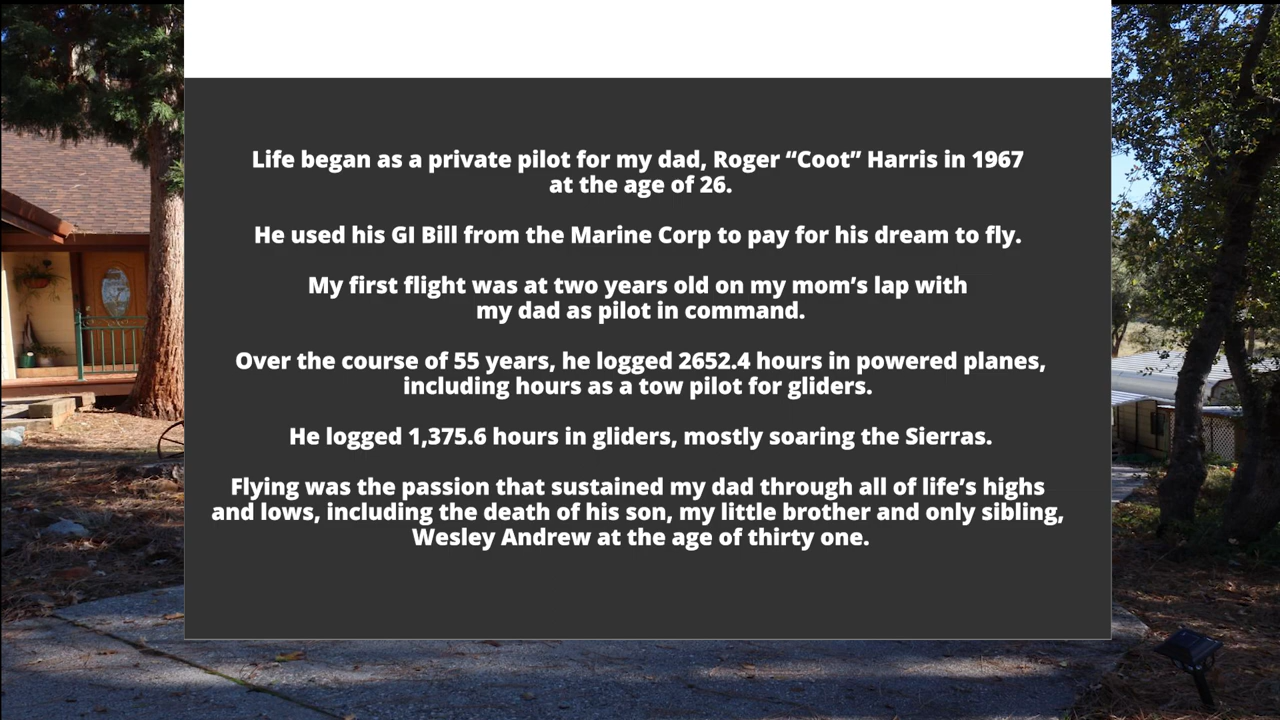 Life began as a private pilot for my dad, Roger “Coot” Harris in 1967
at the age of 26.
He used his GI Bill from the Marine Corp to pay for his dream to fly.
My first flight was at two years old on my mom’s lap with
my dad as pilot in command.
Over the course of 55 years, he logged 2652.4 hours in powered planes,
including hours as a tow pilot for gliders.
He logged 1,375.6 hours in gliders, mostly soaring the Sierras.
Flying was the passion that sustained my dad through all of life’s highs
and lows, including the death of his son, my little brother and only sibling,
Wesley Andrew at the age of thirty one.